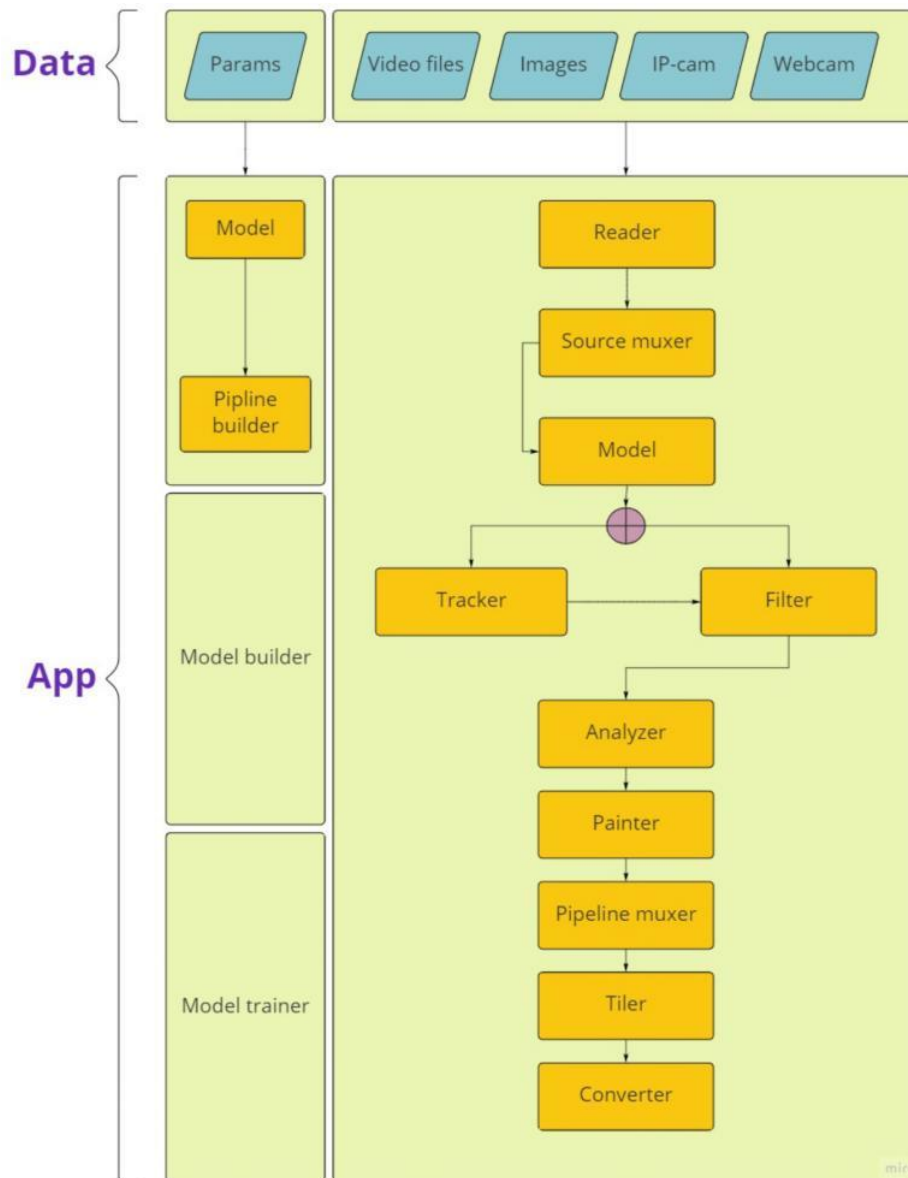 Data
Params
Video files
Images
IP-cam
Webcam
App
Model
Pipline
builder
Model builder
Model trainer
Reader
Source muxer
Model
Tracker
Filter
Analyzer
Painter
Pipeline muxer
Tiler
Converter